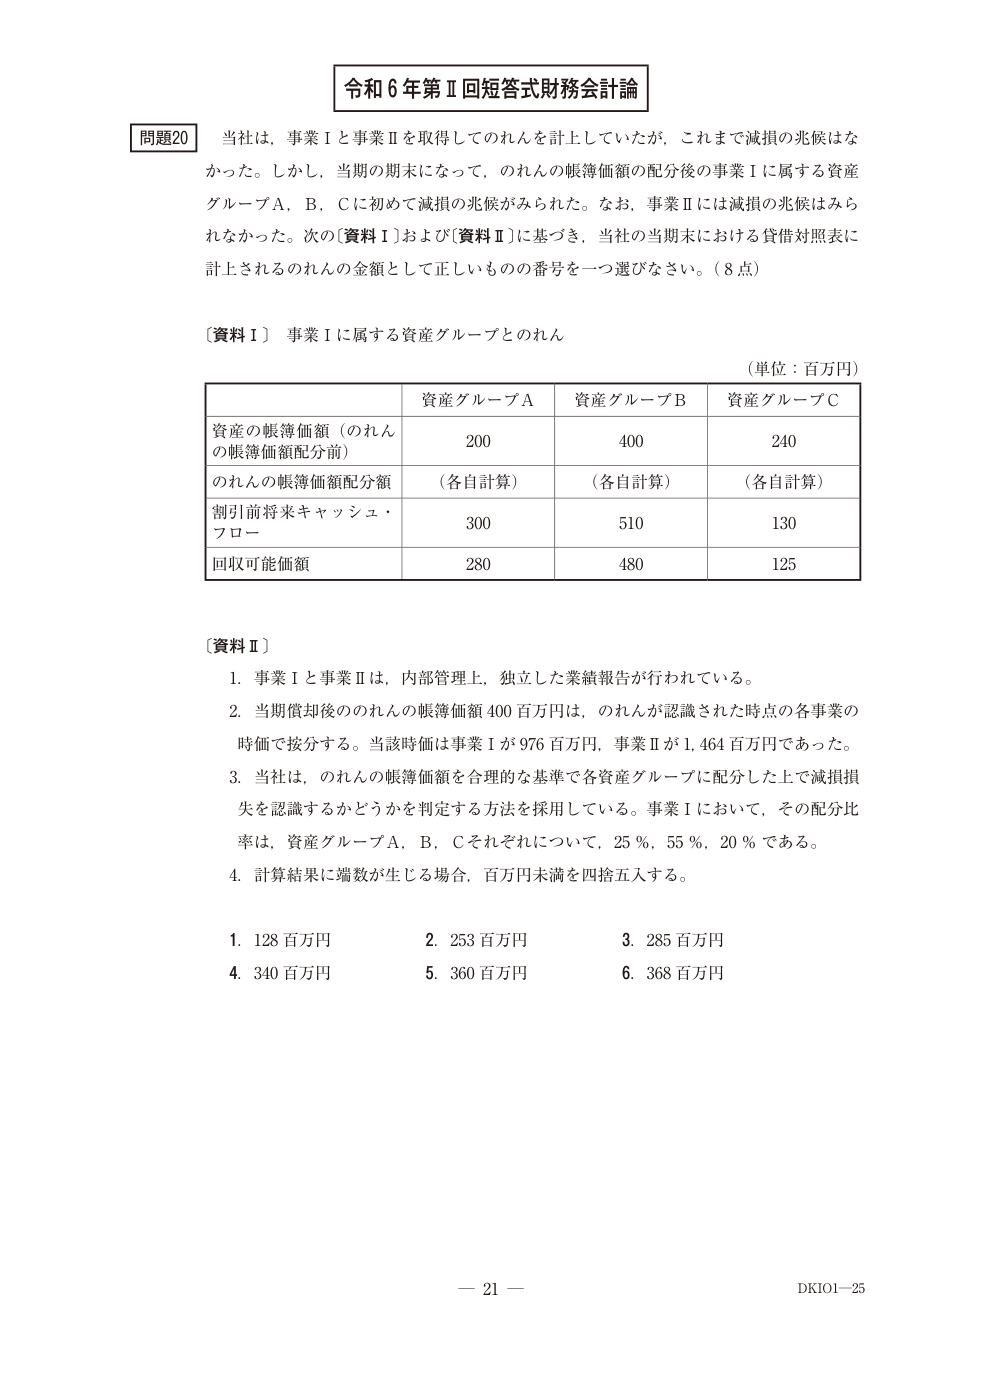 令和6年第Ⅱ回短答式財務会計論
問題20 当社は，事業Ⅰと事業Ⅱを取得してのれんを計上していたが，これまで減損の兆候はな
かった。しかし，当期の期末になって，のれんの帳簿価額の配分後の事業Ⅰに属する資産
グループA，B，Cに初めて減損の兆候がみられた。なお，事業Ⅱには減損の兆候はみら
れなかった。次の〔資料Ⅰ〕および〔資料Ⅱ〕に基づき，当社の当期末における貸借対照表に
計上されるのれんの金額として正しいものの番号を一つ選びなさい。（8点）
〔資料Ⅰ〕 事業Ⅰに属する資産グループとのれん
（単位：百万円）
資産グループA 資産グループB 資産グループC
資産の帳簿価額（のれん
の帳簿価額配分前） 200 400 240
のれんの帳簿価額配分額 （各自計算） （各自計算） （各自計算）
割引前将来キャッシュ・
フロー 300 510 130
回収可能価額 280 480 125
〔資料Ⅱ〕
1. 事業Ⅰと事業Ⅱは，内部管理上，独立した業績報告が行われている。
2. 当期償却後ののれんの帳簿価額 400 百万円は，のれんが認識された時点の各事業の
時価で按分する。当該時価は事業Ⅰが 976 百万円，事業Ⅱが 1,464 百万円であった。
3. 当社は，のれんの帳簿価額を合理的な基準で各資産グループに配分した上で減損損
失を認識するかどうかを判定する方法を採用している。事業Ⅰにおいて，その配分比
率は，資産グループA，B，Cそれぞれについて，25 %，55 %，20 % である。
4. 計算結果に端数が生じる場合，百万円未満を四捨五入する。
1. 128 百万円 2. 253 百万円 3. 285 百万円
4. 340 百万円 5. 360 百万円 6. 368 百万円
— 21 — DKIO1—25